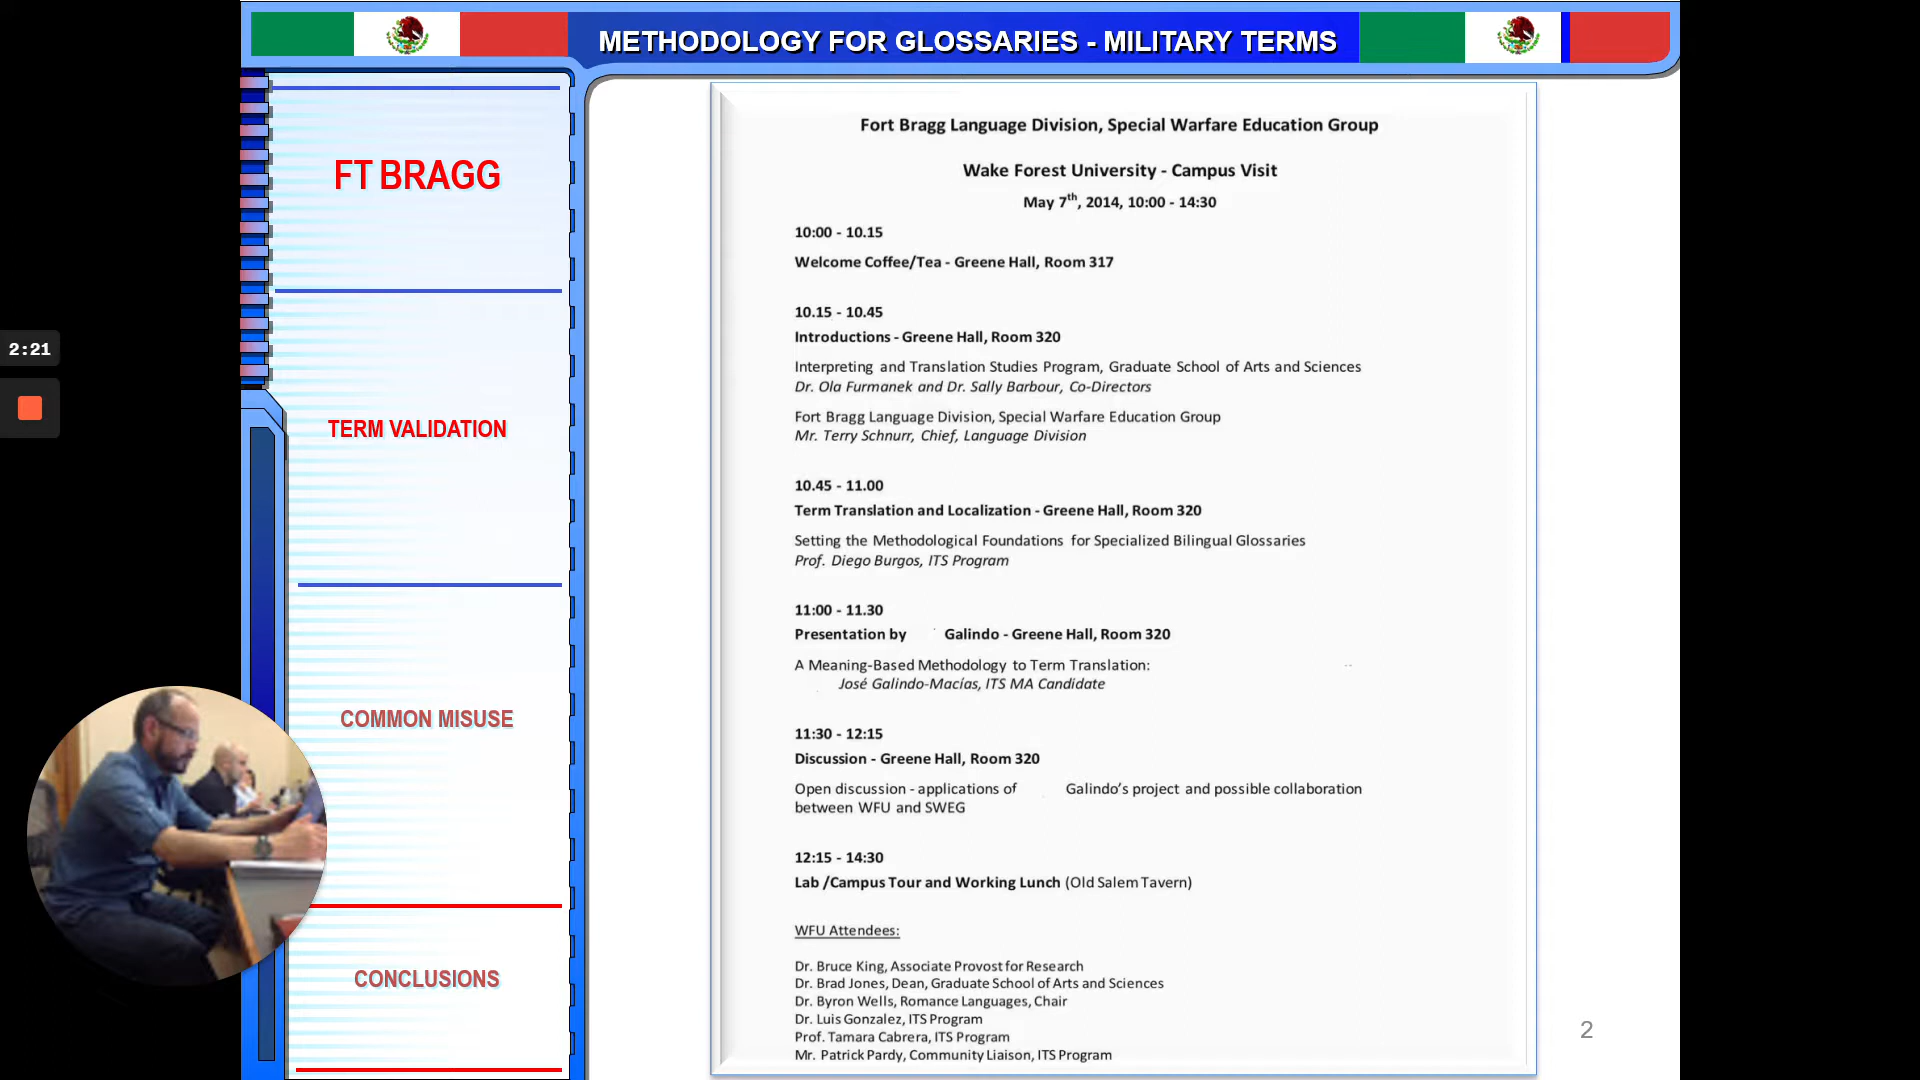 METHODOLOGY FOR GLOSSARIES - MILITARY TERMS
FT BRAGG
TERM VALIDATION
COMMON MISUSE
CONCLUSIONS
2:21
Fort Bragg Language Division, Special Warfare Education Group
Wake Forest University - Campus Visit
May 7th, 2014, 10:00 - 14:30
10:00 - 10.15
Welcome Coffee/Tea - Greene Hall, Room 317
10.15 - 10.45
Introductions - Greene Hall, Room 320
Interpreting and Translation Studies Program, Graduate School of Arts and Sciences
Dr. Ola Furmanek and Dr. Sally Barbour, Co-Directors
Fort Bragg Language Division, Special Warfare Education Group
Mr. Terry Schnurr, Chief, Language Division
10.45 - 11.00
Term Translation and Localization - Greene Hall, Room 320
Setting the Methodological Foundations for Specialized Bilingual Glossaries
Prof. Diego Burgos, ITS Program
11:00 - 11.30
Presentation by Galindo - Greene Hall, Room 320
A Meaning-Based Methodology to Term Translation:
José Galindo-Macías, ITS MA Candidate
11:30 - 12:15
Discussion - Greene Hall, Room 320
Open discussion - applications of Galindo's project and possible collaboration
between WFU and SWEG
12:15 - 14:30
Lab /Campus Tour and Working Lunch (Old Salem Tavern)
WFU Attendees:
Dr. Bruce King, Associate Provost for Research
Dr. Brad Jones, Dean, Graduate School of Arts and Sciences
Dr. Byron Wells, Romance Languages, Chair
Dr. Luis Gonzalez, ITS Program
Prof. Tamara Cabrera, ITS Program
Mr. Patrick Pardy, Community Liaison, ITS Program
2